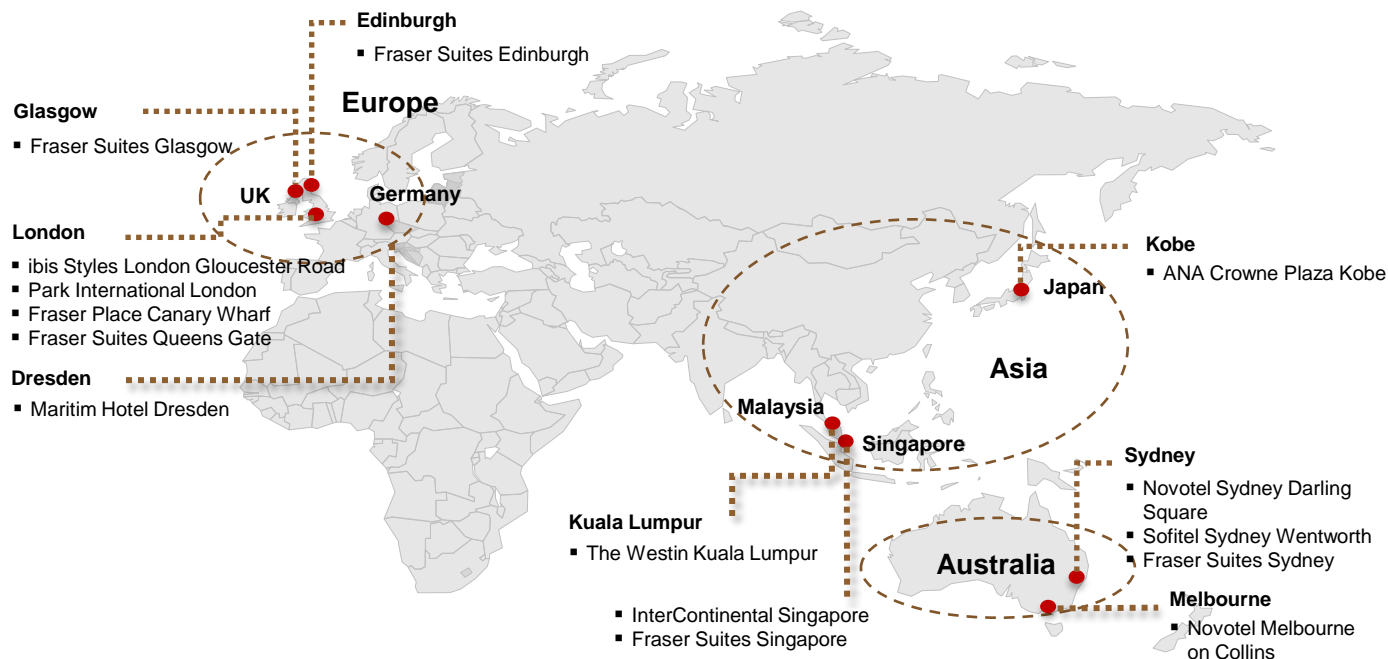 Edinburgh
▪ Fraser Suites Edinburgh
Europe
Glasgow
▪ Fraser Suites Glasgow
UK
Germany
London
▪ ibis Styles London Gloucester Road
▪ Park International London
▪ Fraser Place Canary Wharf
▪ Fraser Suites Queens Gate
Dresden
▪ Maritim Hotel Dresden
Kobe
▪ ANA Crowne Plaza Kobe
Japan
Asia
Malaysia
Singapore
Kuala Lumpur
▪ The Westin Kuala Lumpur
▪ InterContinental Singapore
▪ Fraser Suites Singapore
Sydney
▪ Novotel Sydney Darling
Square
▪ Sofitel Sydney Wentworth
▪ Fraser Suites Sydney
Australia
Melbourne
▪ Novotel Melbourne
on Collins